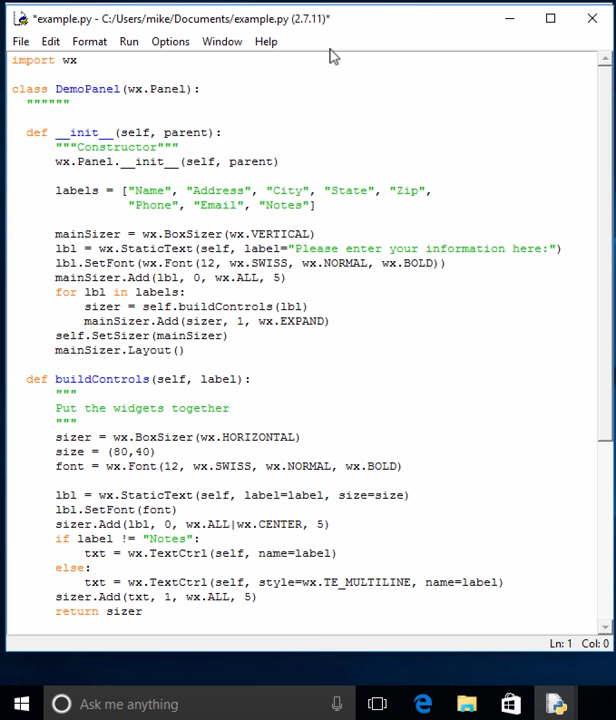 *example.py - C:/Users/mike/Documents/example.py (2.7.11)*
File Edit Format Run Options Window Help
import wx
class DemoPanel(wx.Panel):
""""""
def __init__(self, parent):
"""Constructor"""
wx.Panel.__init__(self, parent)
labels = ["Name", "Address", "City", "State", "Zip",
"Phone", "Email", "Notes"]
mainSizer = wx.BoxSizer(wx.VERTICAL)
lbl = wx.StaticText(self, label="Please enter your information here:")
lbl.SetFont(wx.Font(12, wx.SWISS, wx.NORMAL, wx.BOLD))
mainSizer.Add(lbl, 0, wx.ALL, 5)
for lbl in labels:
sizer = self.buildControls(lbl)
mainSizer.Add(sizer, 1, wx.EXPAND)
self.SetSizer(mainSizer)
mainSizer.Layout()
def buildControls(self, label):
"""
Put the widgets together
"""
sizer = wx.BoxSizer(wx.HORIZONTAL)
size = (80,40)
font = wx.Font(12, wx.SWISS, wx.NORMAL, wx.BOLD)
lbl = wx.StaticText(self, label=label, size=size)
lbl.SetFont(font)
sizer.Add(lbl, 0, wx.ALL|wx.CENTER, 5)
if label != "Notes":
txt = wx.TextCtrl(self, name=label)
else:
txt = wx.TextCtrl(self, style=wx.TE_MULTILINE, name=label)
sizer.Add(txt, 1, wx.ALL, 5)
return sizer
Ln: 1 Col: 0
Ask me anything